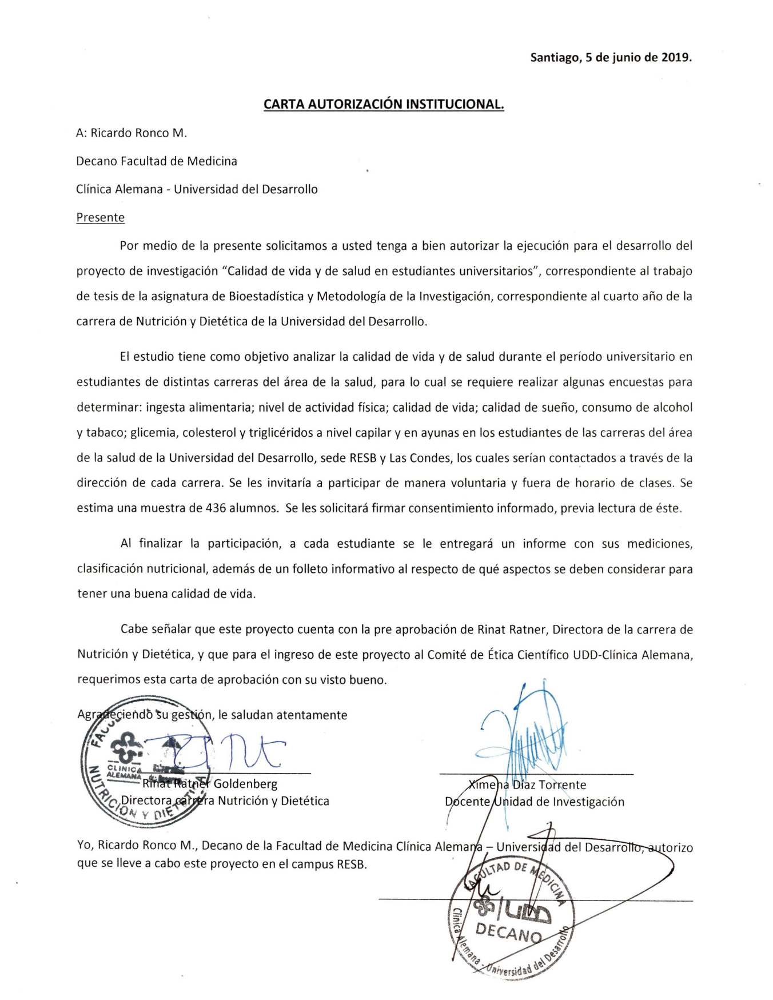 Santiago, 5 de junio de 2019.
CARTA AUTORIZACIÓN INSTITUCIONAL.
A: Ricardo Ronco M.
Decano Facultad de Medicina
Clínica Alemana - Universidad del Desarrollo
Presente
Por medio de la presente solicitamos a usted tenga a bien autorizar la ejecución para el desarrollo del
proyecto de investigación “Calidad de vida y de salud en estudiantes universitarios”, correspondiente al trabajo
de tesis de la asignatura de Bioestadística y Metodología de la Investigación, correspondiente al cuarto año de la
carrera de Nutrición y Dietética de la Universidad del Desarrollo.
El estudio tiene como objetivo analizar la calidad de vida y de salud durante el período universitario en
estudiantes de distintas carreras del área de la salud, para lo cual se requiere realizar algunas encuestas para
determinar: ingesta alimentaria; nivel de actividad física; calidad de vida; calidad de sueño, consumo de alcohol
y tabaco; glicemia, colesterol y triglicéridos a nivel capilar y en ayunas en los estudiantes de las carreras del área
de la salud de la Universidad del Desarrollo, sede RESB y Las Condes, los cuales serían contactados a través de la
dirección de cada carrera. Se les invitaría a participar de manera voluntaria y fuera de horario de clases. Se
estima una muestra de 436 alumnos. Se les solicitará firmar consentimiento informado, previa lectura de éste.
Al finalizar la participación, a cada estudiante se le entregará un informe con sus mediciones,
clasificación nutricional, además de un folleto informativo al respecto de qué aspectos se deben considerar para
tener una buena calidad de vida.
Cabe señalar que este proyecto cuenta con la pre aprobación de Rinat Ratner, Directora de la carrera de
Nutrición y Dietética, y que para el ingreso de este proyecto al Comité de Ética Científico UDD-Clínica Alemana,
requerimos esta carta de aprobación con su visto bueno.
Agradeciendo su gestión, le saludan atentamente
CLINICA
ALEMANA
NUTRICION Y DIETETICA
Rinat Ratner Goldenberg
Directora carrera Nutrición y Dietética
Ximena Díaz Torrente
Docente Unidad de Investigación
Yo, Ricardo Ronco M., Decano de la Facultad de Medicina Clínica Alemana – Universidad del Desarrollo, autorizo
que se lleve a cabo este proyecto en el campus RESB.
FACULTAD DE MEDICINA
UDD
DECANO
Clínica Alemana - Universidad del Desarrollo